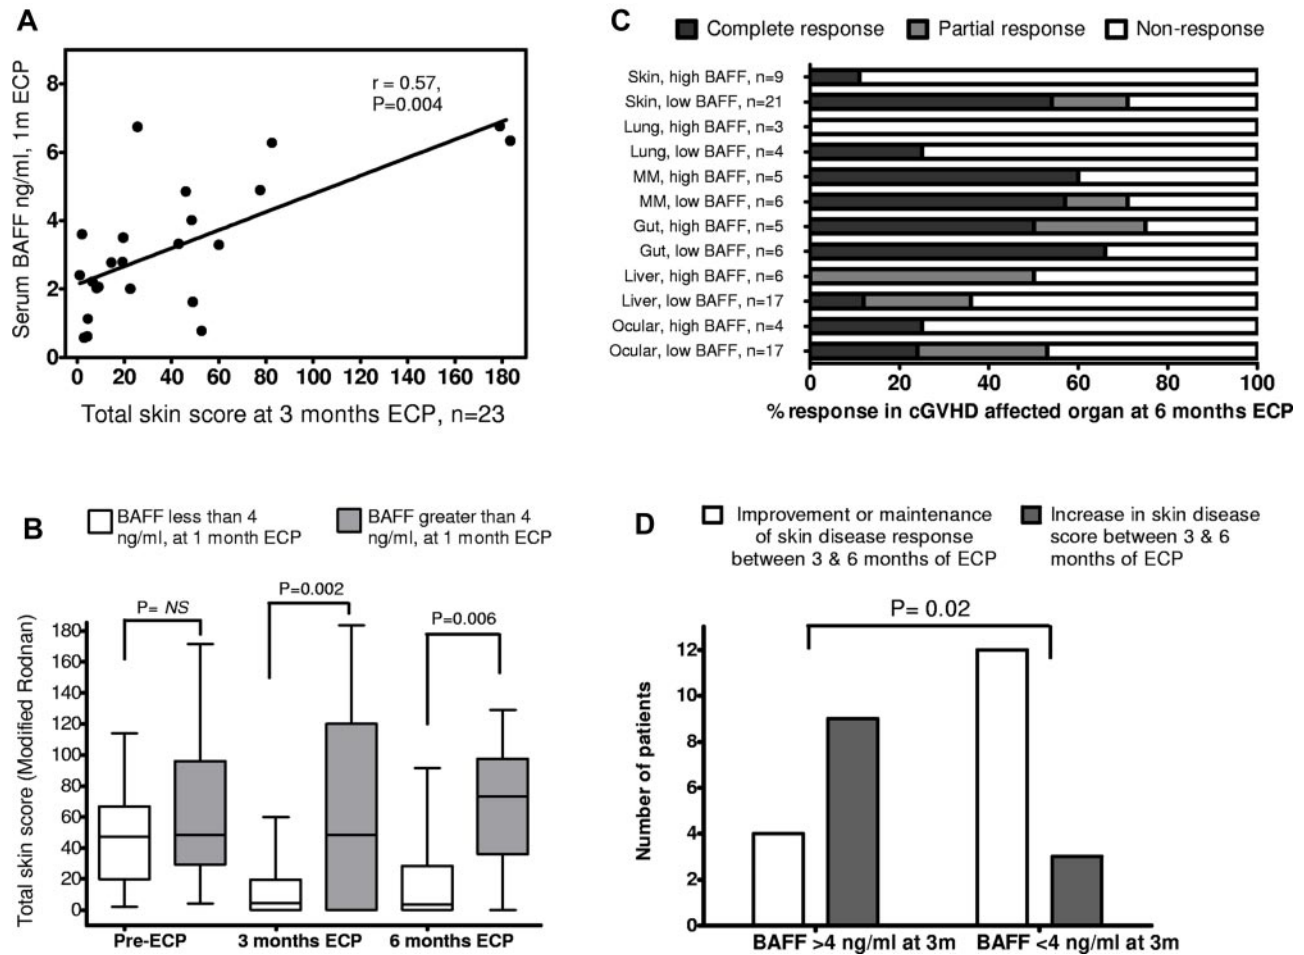 A
r = 0.57,
P=0.004
Serum BAFF ng/ml, 1m ECP
8
6
4
2
0
0 20 40 60 80 100 120 140 160 180
Total skin score at 3 months ECP, n=23
C
Complete response Partial response Non-response
Skin, high BAFF, n=9
Skin, low BAFF, n=21
Lung, high BAFF, n=3
Lung, low BAFF, n=4
MM, high BAFF, n=5
MM, low BAFF, n=6
Gut, high BAFF, n=5
Gut, low BAFF, n=6
Liver, high BAFF, n=6
Liver, low BAFF, n=17
Ocular, high BAFF, n=4
Ocular, low BAFF, n=17
0 20 40 60 80 100
% response in cGVHD affected organ at 6 months ECP
B
BAFF less than 4
ng/ml, at 1 month ECP
BAFF greater than 4
ng/ml, at 1 month ECP
P= NS
P=0.002
P=0.006
Total skin score (Modified Rodnan)
180
160
140
120
100
80
60
40
20
0
Pre-ECP 3 months ECP 6 months ECP
D
Improvement or maintenance
of skin disease response
between 3 & 6 months of ECP
Increase in skin disease
score between 3 & 6
months of ECP
P= 0.02
Number of patients
12
10
8
6
4
2
0
BAFF >4 ng/ml at 3m BAFF <4 ng/ml at 3m